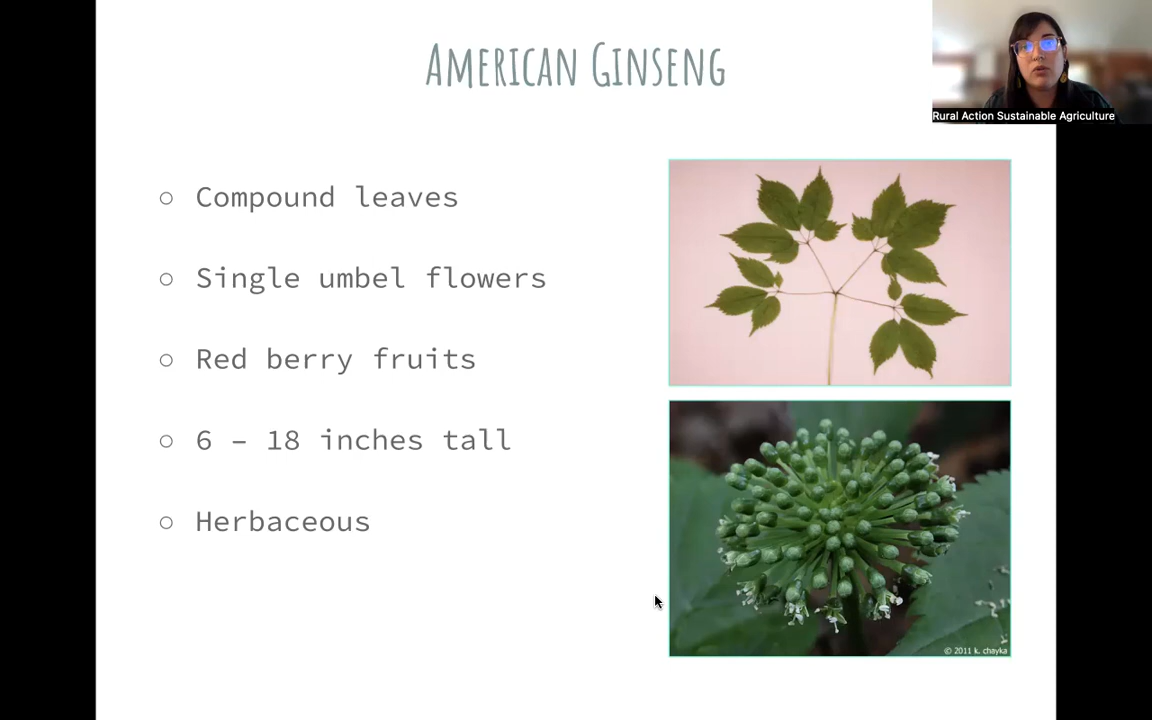 American Ginseng
Rural Action Sustainable Agriculture
Compound leaves
Single umbel flowers
Red berry fruits
6 – 18 inches tall
Herbaceous
© 2011 k. chayka